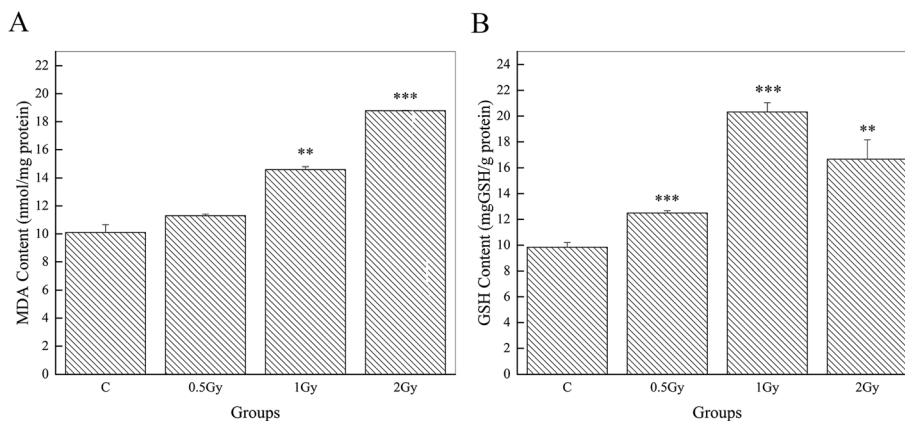 A
MDA Content (nmol/mg protein)
22
20
18
16
14
12
10
8
6
4
2
0
**
***
C
0.5Gy
1Gy
2Gy
Groups
B
GSH Content (mgGSH/g protein)
24
22
20
18
16
14
12
10
8
6
4
2
0
***
***
**
C
0.5Gy
1Gy
2Gy
Groups